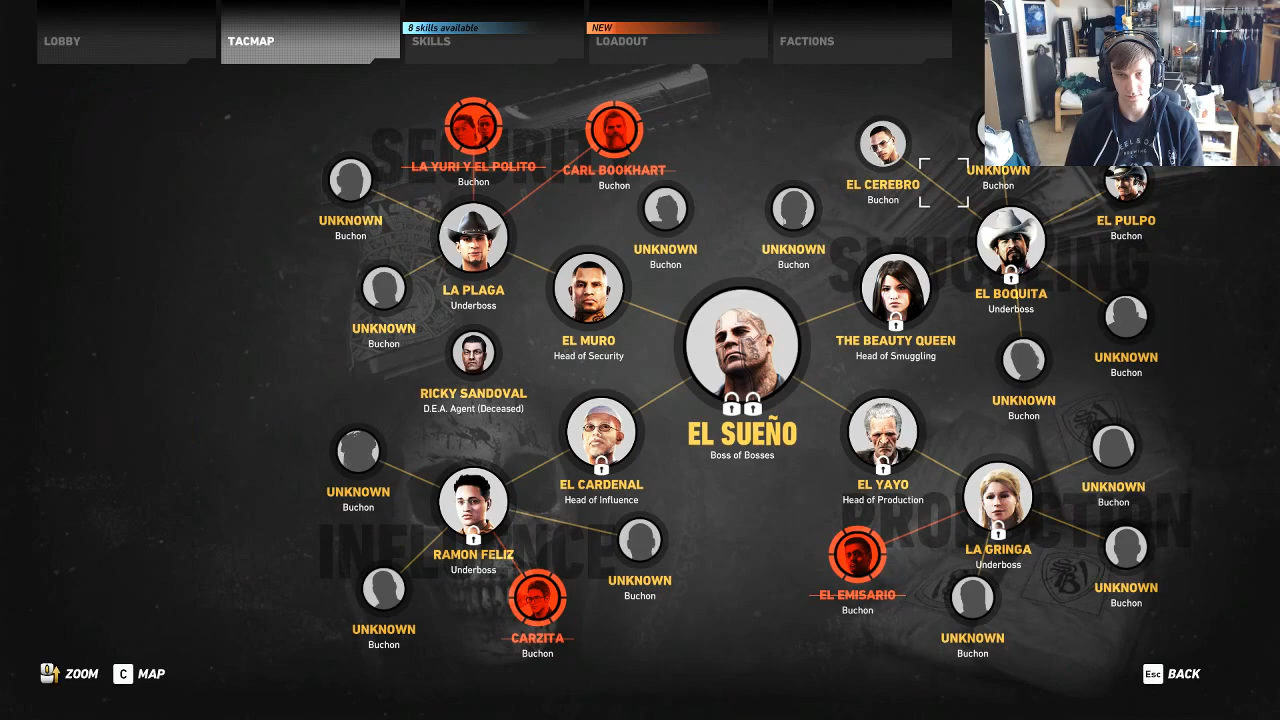 8 skills available
NEW
LOBBY
TACMAP
SKILLS
LOADOUT
FACTIONS
SECURITY
SMUGGLING
INFLUENCE
PRODUCTION
LA YURI Y EL POLITO
Buchon
CARL BOOKHART
Buchon
EL CEREBRO
Buchon
UNKNOWN
Buchon
UNKNOWN
Buchon
EL PULPO
Buchon
UNKNOWN
Buchon
UNKNOWN
Buchon
LA PLAGA
Underboss
EL BOQUITA
Underboss
UNKNOWN
Buchon
EL MURO
Head of Security
THE BEAUTY QUEEN
Head of Smuggling
UNKNOWN
Buchon
RICKY SANDOVAL
D.E.A. Agent (Deceased)
UNKNOWN
Buchon
EL SUEÑO
Boss of Bosses
EL CARDENAL
Head of Influence
EL YAYO
Head of Production
UNKNOWN
Buchon
UNKNOWN
Buchon
RAMON FELIZ
Underboss
LA GRINGA
Underboss
UNKNOWN
Buchon
UNKNOWN
Buchon
EL EMISARIO
Buchon
UNKNOWN
Buchon
CARZITA
Buchon
UNKNOWN
Buchon
ZOOM
C MAP
Esc BACK